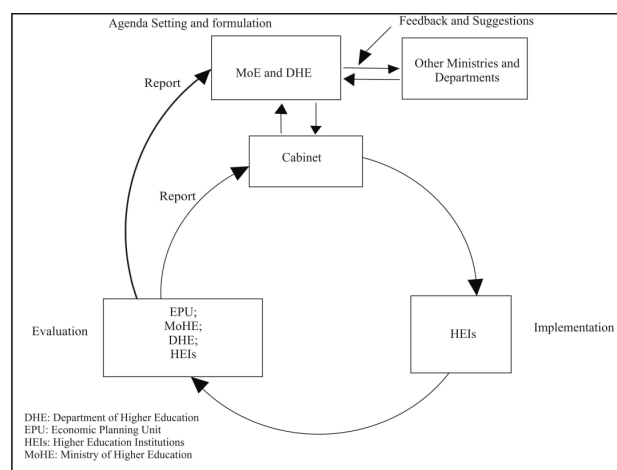 Agenda Setting and formulation
Feedback and Suggestions
MoE and DHE
Other Ministries and
Departments
Report
Cabinet
Report
Evaluation
EPU;
MoHE;
DHE;
HEIs
HEIs
Implementation
DHE: Department of Higher Education
EPU: Economic Planning Unit
HEIs: Higher Education Institutions
MoHE: Ministry of Higher Education